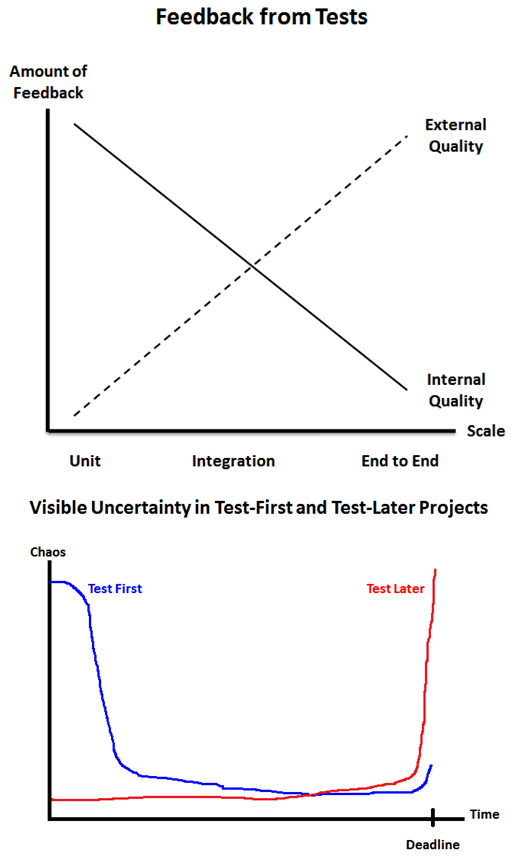 Feedback from Tests
Amount of
Feedback
External
Quality
Internal
Quality
Scale
Unit
Integration
End to End
Visible Uncertainty in Test-First and Test-Later Projects
Chaos
Test First
Test Later
Time
Deadline